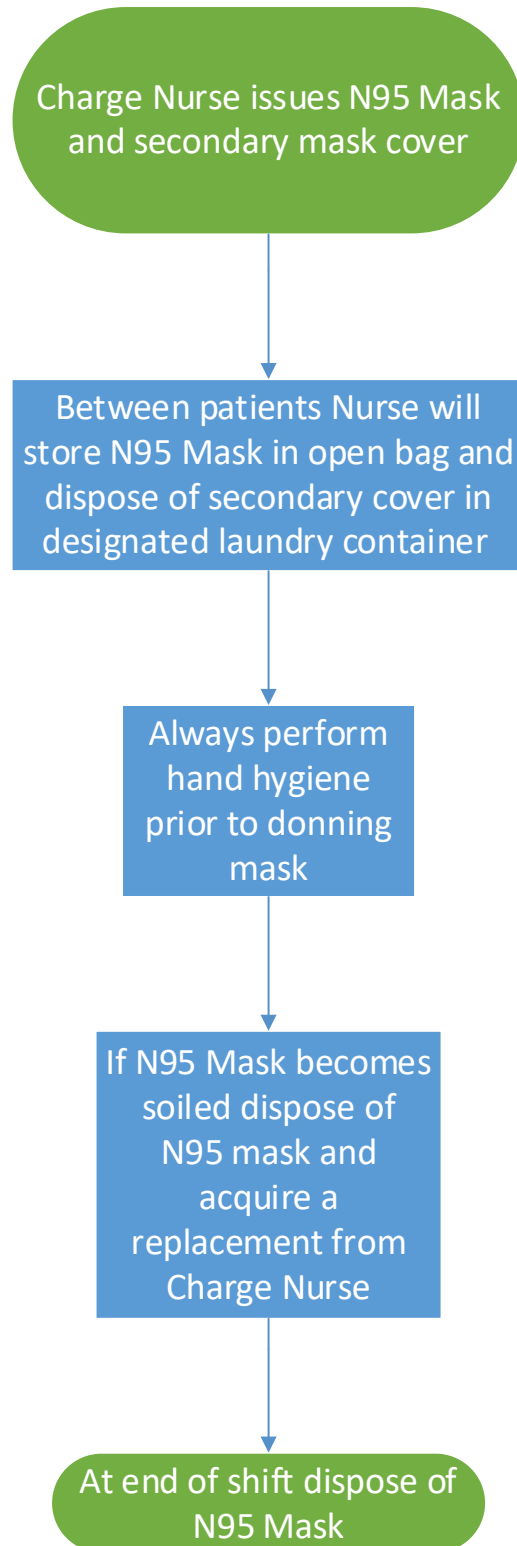 Charge Nurse issues N95 Mask
and secondary mask cover
Between patients Nurse will
store N95 Mask in open bag and
dispose of secondary cover in
designated laundry container
Always perform
hand hygiene
prior to donning
mask
If N95 Mask becomes
soiled dispose of
N95 mask and
acquire a
replacement from
Charge Nurse
At end of shift dispose of
N95 Mask